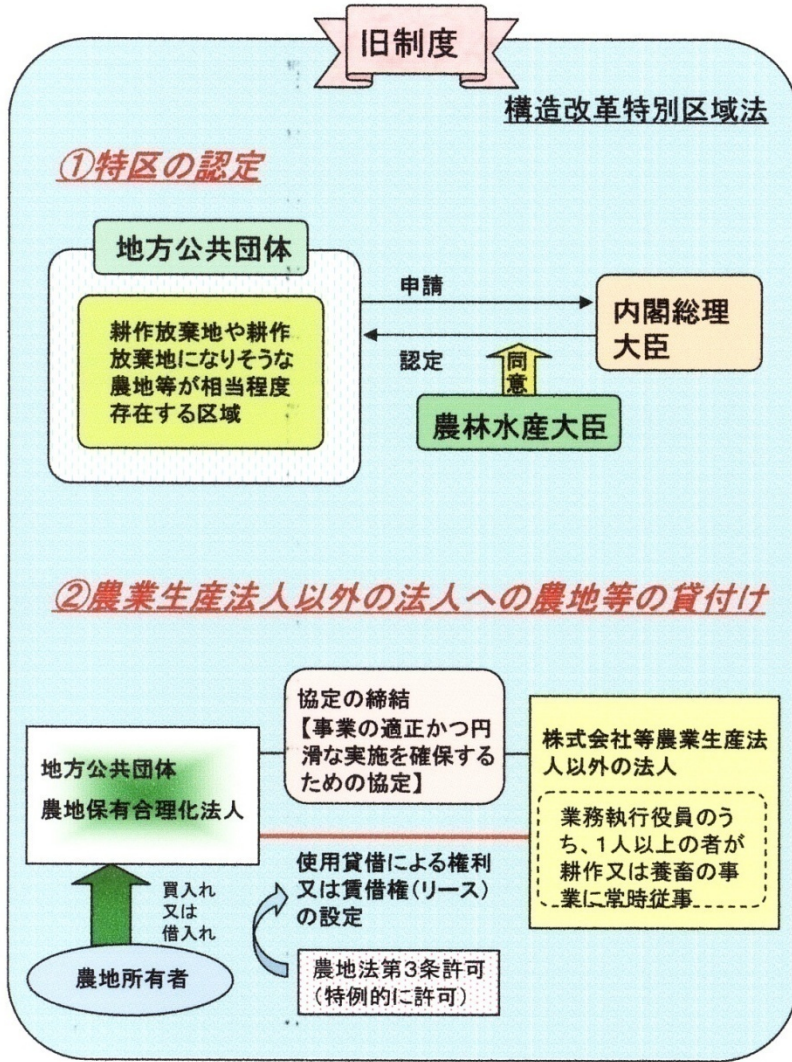 旧制度
構造改革特別区域法
①特区の認定
地方公共団体
耕作放棄地や耕作
放棄地になりそうな
農地等が相当程度
存在する区域
申請
認定
同意
内閣総理
大臣
農林水産大臣
②農業生産法人以外の法人への農地等の貸付け
地方公共団体
農地保有合理化法人
協定の締結
【事業の適正かつ円
滑な実施を確保する
ための協定】
株式会社等農業生産法
人以外の法人
業務執行役員のう
ち、1人以上の者が
耕作又は養畜の事
業に常時従事
使用貸借による権利
又は賃借権(リース)
の設定
買入れ
又は
借入れ
農地所有者
農地法第3条許可
(特例的に許可)